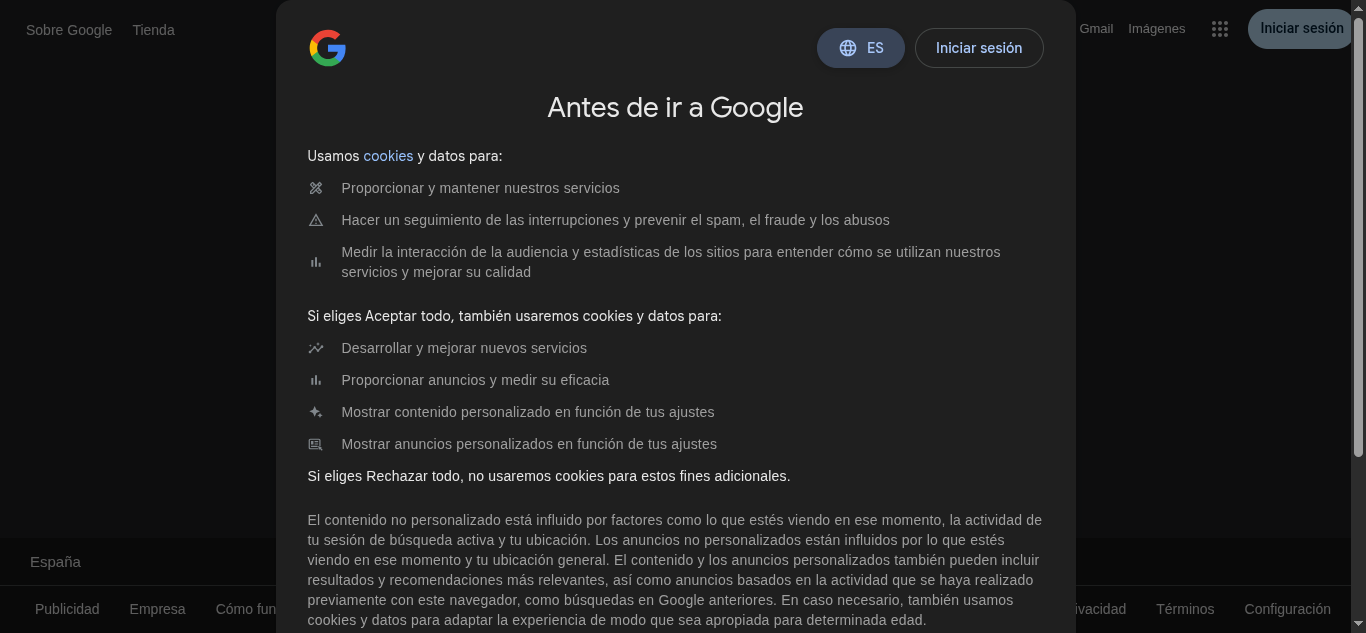 Sobre Google
Tienda
Gmail
Imágenes
Iniciar sesión
ES
Iniciar sesión
Antes de ir a Google
Usamos cookies y datos para:
Proporcionar y mantener nuestros servicios
Hacer un seguimiento de las interrupciones y prevenir el spam, el fraude y los abusos
Medir la interacción de la audiencia y estadísticas de los sitios para entender cómo se utilizan nuestros
servicios y mejorar su calidad
Si eliges Aceptar todo, también usaremos cookies y datos para:
Desarrollar y mejorar nuevos servicios
Proporcionar anuncios y medir su eficacia
Mostrar contenido personalizado en función de tus ajustes
Mostrar anuncios personalizados en función de tus ajustes
Si eliges Rechazar todo, no usaremos cookies para estos fines adicionales.
El contenido no personalizado está influido por factores como lo que estés viendo en ese momento, la actividad de
tu sesión de búsqueda activa y tu ubicación. Los anuncios no personalizados están influidos por lo que estés
viendo en ese momento y tu ubicación general. El contenido y los anuncios personalizados también pueden incluir
resultados y recomendaciones más relevantes, así como anuncios basados en la actividad que se haya realizado
previamente con este navegador, como búsquedas en Google anteriores. En caso necesario, también usamos
cookies y datos para adaptar la experiencia de modo que sea apropiada para determinada edad.
España
Publicidad
Empresa
Cómo fun
ivacidad
Términos
Configuración